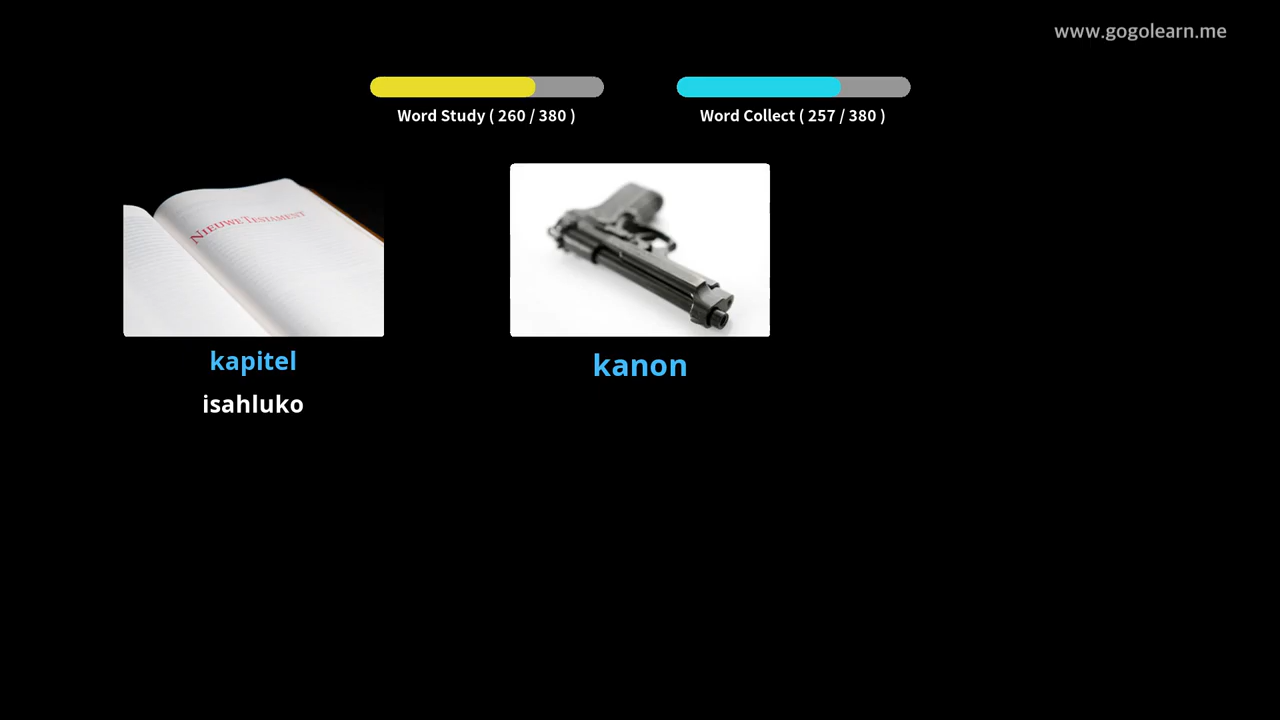 www.gogolearn.me
Word Study ( 260 / 380 )
Word Collect ( 257 / 380 )
NIEUWE TESTAMENT
kapitel
kanon
isahluko